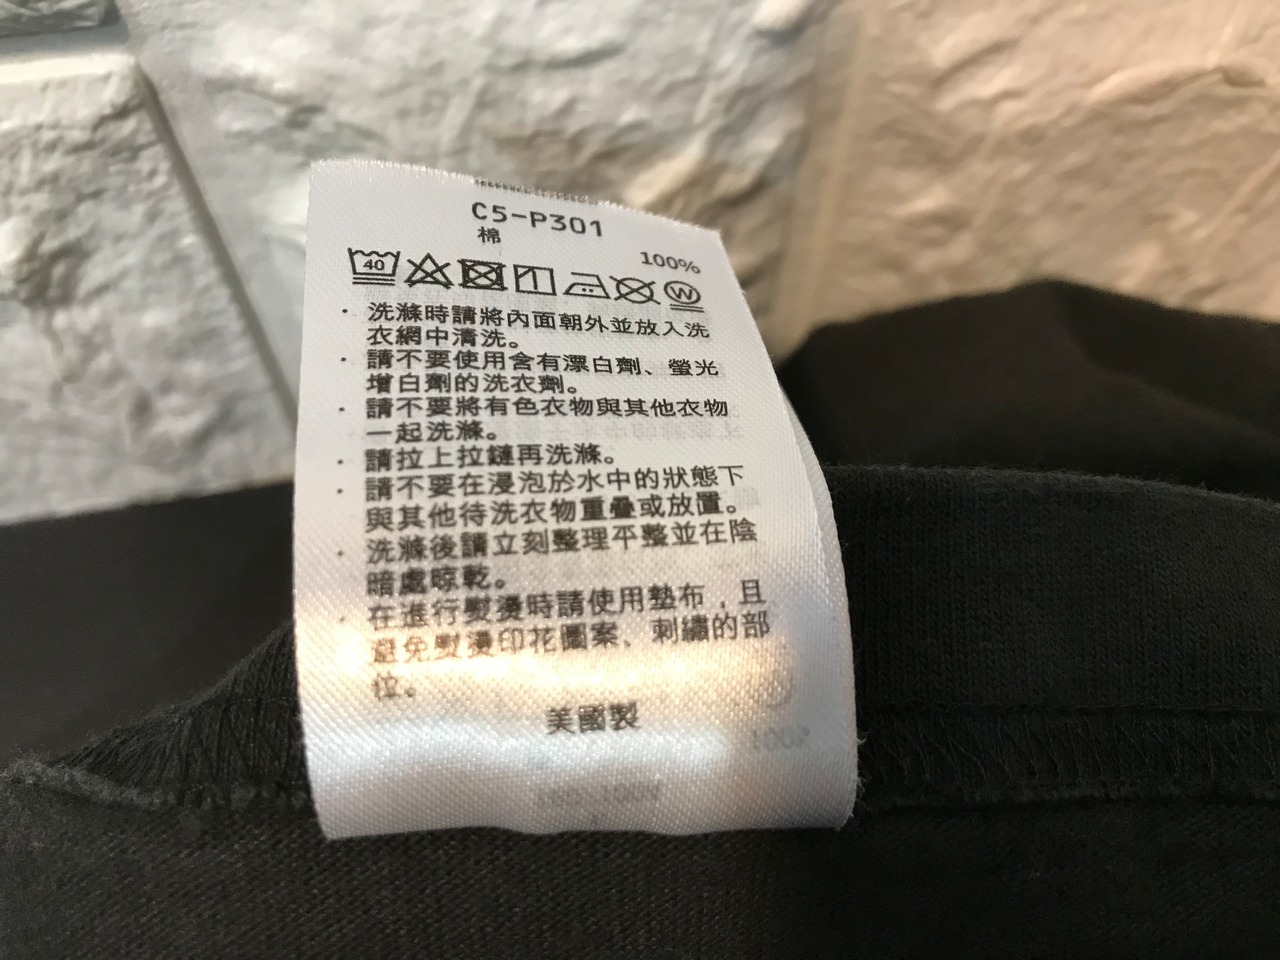 C5-P301
棉 100%
40
W
· 洗滌時請將內面朝外並放入洗
衣網中清洗。
· 請不要使用含有漂白劑、螢光
增白劑的洗衣劑。
· 請不要將有色衣物與其他衣物
一起洗滌。
· 請拉上拉鏈再洗滌。
· 請不要在浸泡於水中的狀態下
與其他待洗衣物重疊或放置。
· 洗滌後請立刻整理平整並在陰
暗處晾乾。
· 在進行熨燙時請使用墊布，且
避免熨燙印花圖案、刺繡的部
位。
美國製